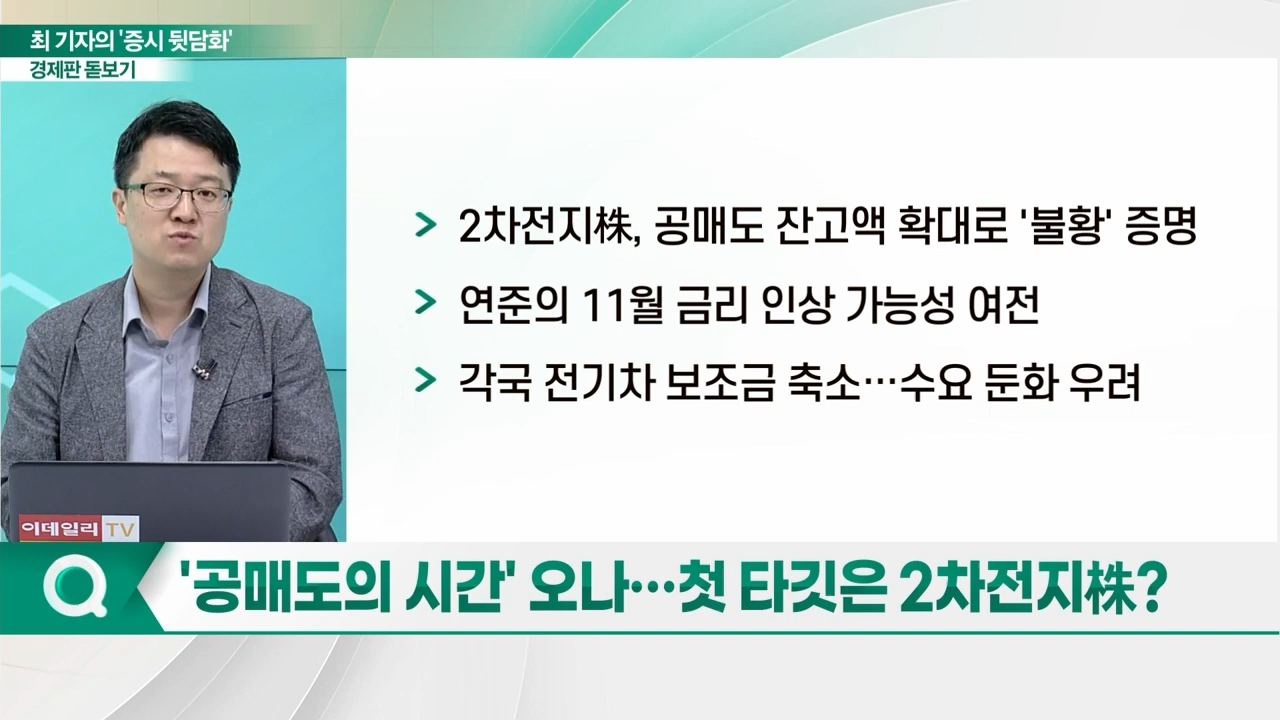 최 기자의 '증시 뒷담화'
경제판 돋보기
> 2차전지株, 공매도 잔고액 확대로 '불황' 증명
> 연준의 11월 금리 인상 가능성 여전
> 각국 전기차 보조금 축소…수요 둔화 우려
이데일리 TV
'공매도의 시간' 오나…첫 타깃은 2차전지株?